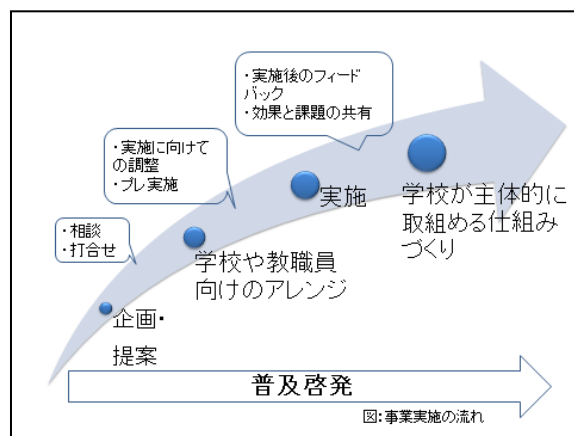 ・実施後のフィード
バック
・効果と課題の共有
・実施に向けて
の調整
・プレ実施
・相談
・打合せ
企画・
提案
学校や教職員
向けのアレンジ
実施
学校が主体的に
取組める仕組み
づくり
普及啓発
図:事業実施の流れ